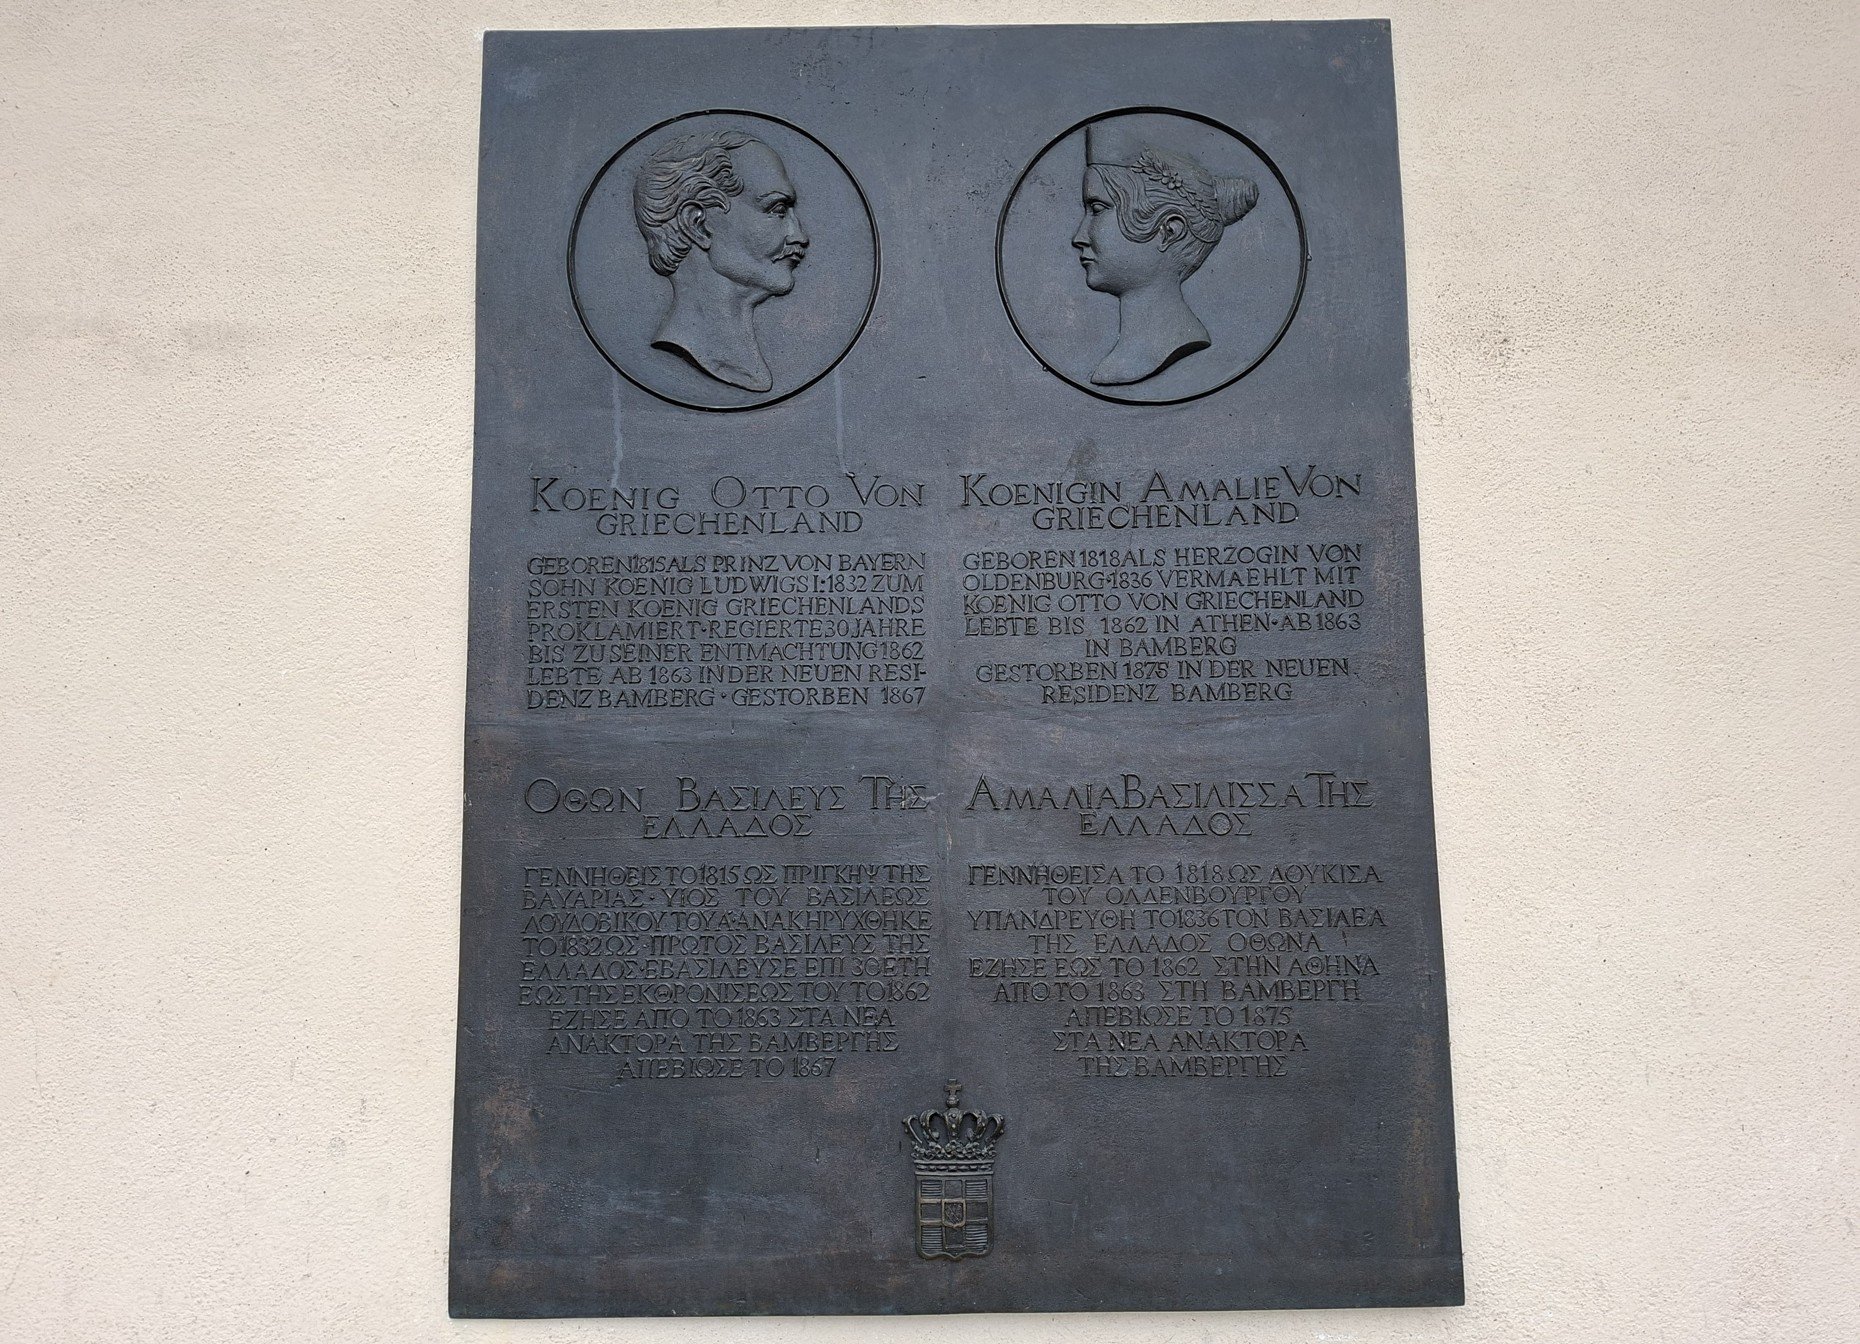 KOENIG OTTO VON
GRIECHENLAND
GEBOREN 1815 ALS PRINZ VON BAYERN
SOHN KOENIG LUDWIGS I· 1832 ZUM
ERSTEN KOENIG GRIECHENLANDS
PROKLAMIERT·REGIERTE 30 JAHRE
BIS ZU SEINER ENTMACHTUNG 1862
LEBTE AB 1863 IN DER NEUEN RESI-
DENZ BAMBERG · GESTORBEN 1867
KOENIGIN AMALIE VON
GRIECHENLAND
GEBOREN 1818 ALS HERZOGIN VON
OLDENBURG·1836 VERMAEHLT MIT
KOENIG OTTO VON GRIECHENLAND
LEBTE BIS 1862 IN ATHEN·AB 1863
IN BAMBERG
GESTORBEN 1875 IN DER NEUEN
RESIDENZ BAMBERG
ΟΘΩΝ ΒΑΣΙΛΕΥΣ ΤΗΣ
ΕΛΛΑΔΟΣ
ΓΕΝΝΗΘΕΙΣ ΤΟ 1815 ΩΣ ΠΡΙΓΚΗΨ ΤΗΣ
ΒΑΥΑΡΙΑΣ · ΥΙΟΣ ΤΟΥ ΒΑΣΙΛΕΩΣ
ΛΟΥΔΟΒΙΚΟΥ ΤΟΥ Α·ΑΝΑΚΗΡΥΧΘΗΚΕ
ΤΟ 1832 ΩΣ ·ΠΡΩΤΟΣ ΒΑΣΙΛΕΥΣ ΤΗΣ
ΕΛΛΑΔΟΣ·ΕΒΑΣΙΛΕΥΣΕ ΕΠΙ 30 ΕΤΗ
ΕΩΣ ΤΗΣ ΕΚΘΡΟΝΙΣΕΩΣ ΤΟΥ ΤΟ 1862
ΕΖΗΣΕ ΑΠΟ ΤΟ 1863 ΣΤΑ ΝΕΑ
ΑΝΑΚΤΟΡΑ ΤΗΣ ΒΑΜΒΕΡΓΗΣ
ΑΠΕΒΙΩΣΕ ΤΟ 1867
ΑΜΑΛΙΑ ΒΑΣΙΛΙΣΣΑ ΤΗΣ
ΕΛΛΑΔΟΣ
ΓΕΝΝΗΘΕΙΣΑ ΤΟ 1818 ΩΣ ΔΟΥΚΙΣΑ
ΤΟΥ ΟΛΔΕΝΒΟΥΡΓΟΥ
ΥΠΑΝΔΡΕΥΘΗ ΤΟ 1836 ΤΟΝ ΒΑΣΙΛΕΑ
ΤΗΣ ΕΛΛΑΔΟΣ ΟΘΩΝΑ
ΕΖΗΣΕ ΕΩΣ ΤΟ 1862 ΣΤΗΝ ΑΘΗΝΑ
ΑΠΟ ΤΟ 1863 ΣΤΗ ΒΑΜΒΕΡΓΗ
ΑΠΕΒΙΩΣΕ ΤΟ 1875
ΣΤΑ ΝΕΑ ΑΝΑΚΤΟΡΑ
ΤΗΣ ΒΑΜΒΕΡΓΗΣ